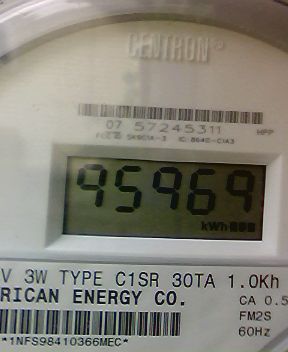 CENTRON®
07 57245311
HPP
95969
kWh
V 3W TYPE C1SR 30TA 1.0Kh
RICAN ENERGY CO.
CA 0.5
FM2S
60Hz
*1NFS98410366MEC*